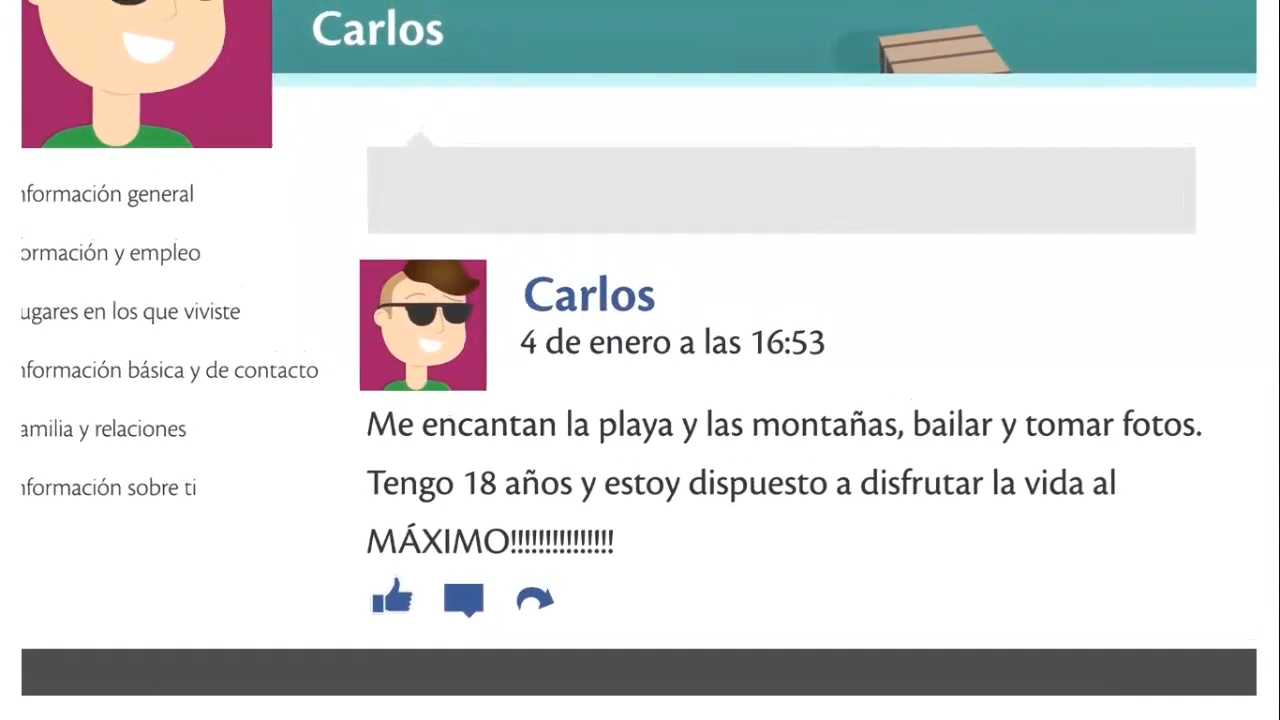 Carlos
nformación general
ormación y empleo
ugares en los que viviste
nformación básica y de contacto
amilia y relaciones
nformación sobre ti
Carlos
4 de enero a las 16:53
Me encantan la playa y las montañas, bailar y tomar fotos.
Tengo 18 años y estoy dispuesto a disfrutar la vida al
MÁXIMO!!!!!!!!!!!!!!!